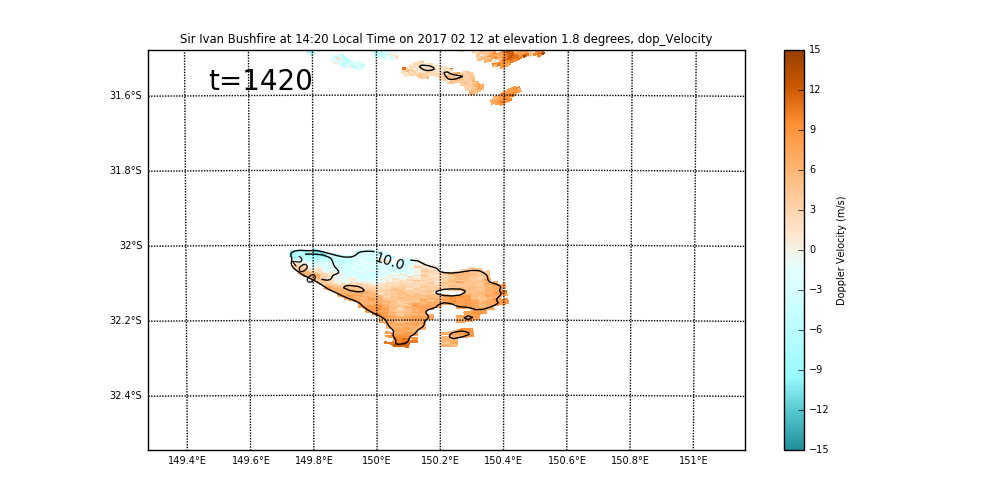 Sir Ivan Bushfire at 14:20 Local Time on 2017 02 12 at elevation 1.8 degrees, dop_Velocity
t=1420
31.6°S
31.8°S
32°S
32.2°S
32.4°S
20.0
10.0
149.4°E 149.6°E 149.8°E 150°E 150.2°E 150.4°E 150.6°E 150.8°E 151°E
15
12
9
6
3
0
−3
−6
−9
−12
−15
Doppler Velocity (m/s)